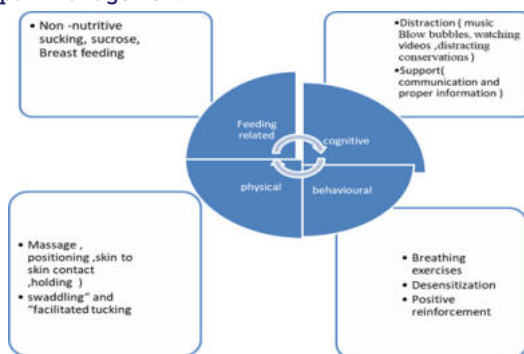 • Non -nutritive
sucking, sucrose,
Breast feeding
•Distraction ( music
Blow bubbles, watching
videos ,distracting
conservations )
•Support(
communication and
proper information )
Feeding
related
cognitive
physical
behavioural
• Massage ,
positioning ,skin to
skin contact
,holding )
• swaddling” and
“facilitated tucking
• Breathing
exercises
• Desensitization
• Positive
reinforcement